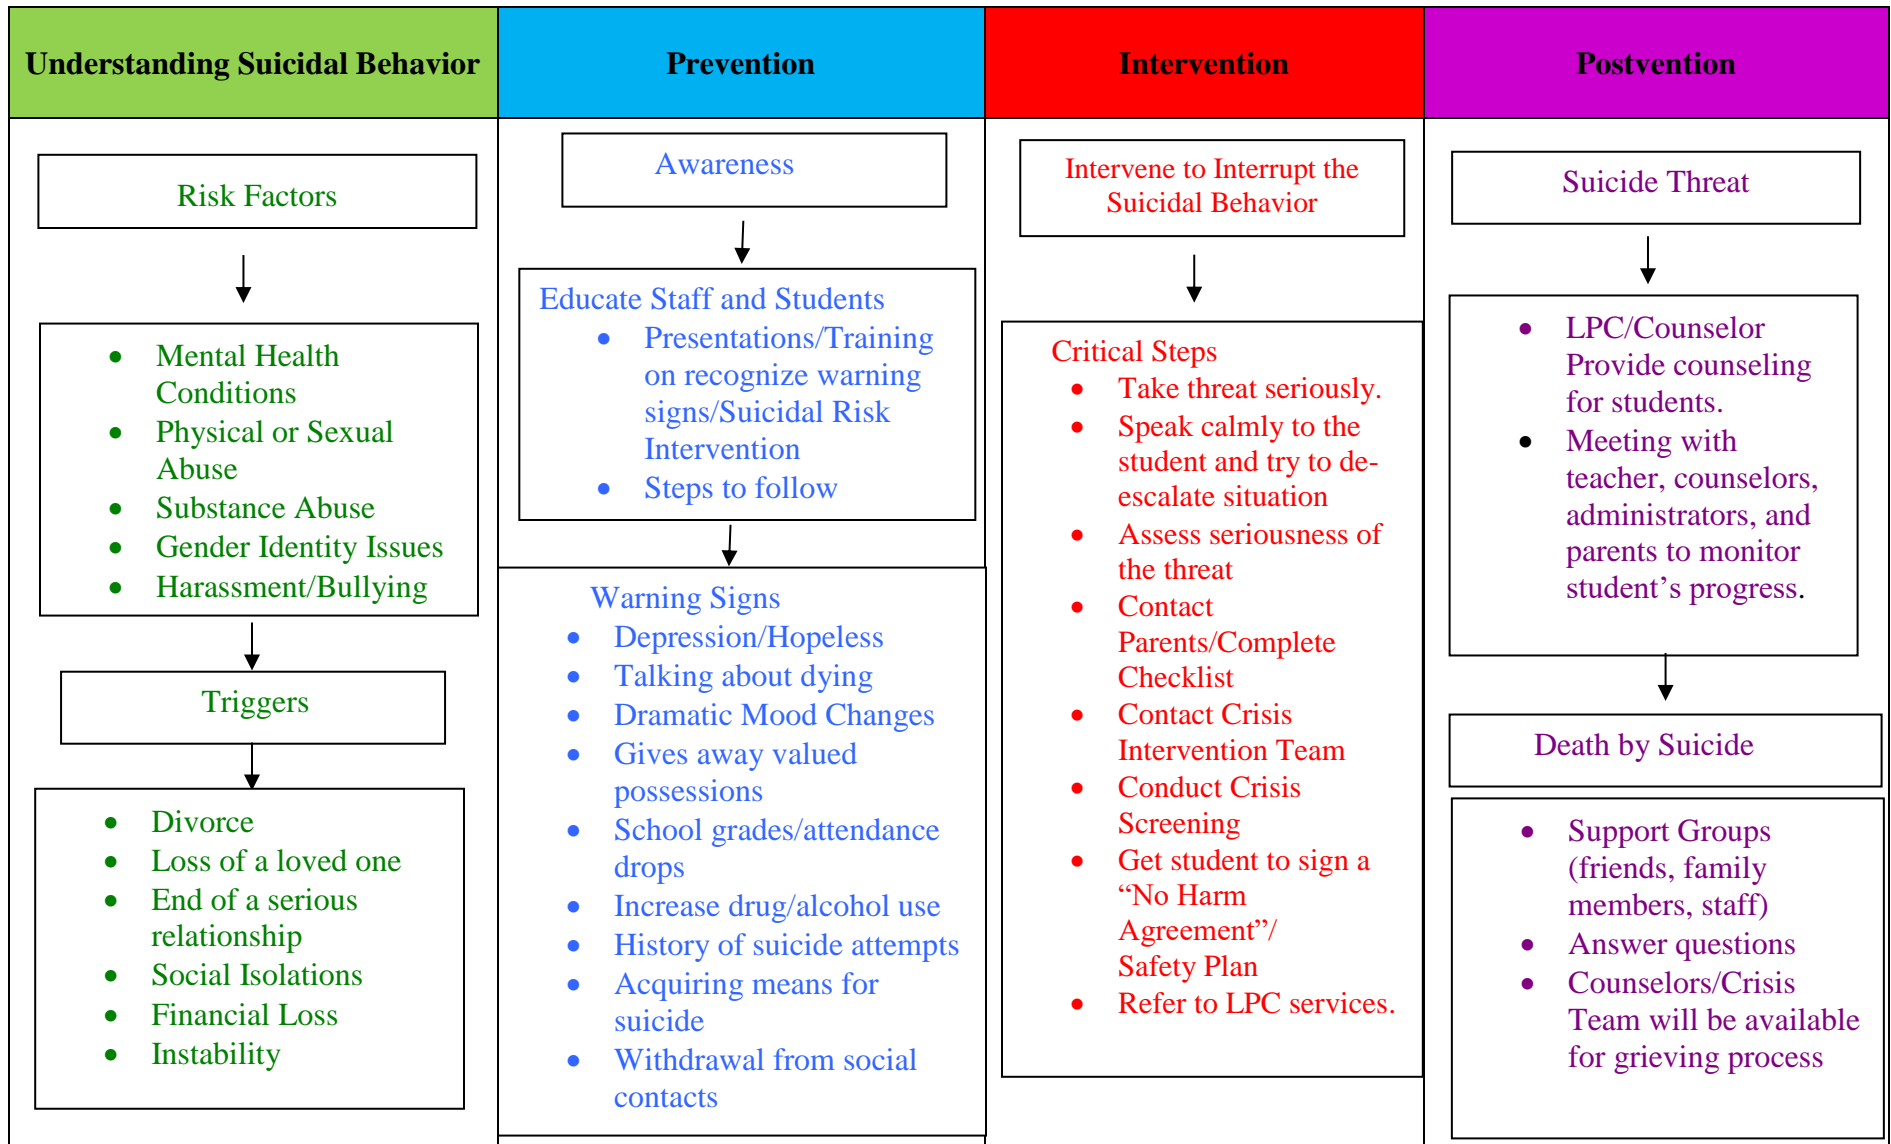 Understanding Suicidal Behavior
Prevention
Intervention
Postvention
Risk Factors
• Mental Health
Conditions
• Physical or Sexual
Abuse
• Substance Abuse
• Gender Identity Issues
• Harassment/Bullying
Triggers
• Divorce
• Loss of a loved one
• End of a serious
relationship
• Social Isolations
• Financial Loss
• Instability
Awareness
Educate Staff and Students
• Presentations/Training
on recognize warning
signs/Suicidal Risk
Intervention
• Steps to follow
Warning Signs
• Depression/Hopeless
• Talking about dying
• Dramatic Mood Changes
• Gives away valued
possessions
• School grades/attendance
drops
• Increase drug/alcohol use
• History of suicide attempts
• Acquiring means for
suicide
• Withdrawal from social
contacts
Intervene to Interrupt the
Suicidal Behavior
Critical Steps
• Take threat seriously.
• Speak calmly to the
student and try to de-
escalate situation
• Assess seriousness of
the threat
• Contact
Parents/Complete
Checklist
• Contact Crisis
Intervention Team
• Conduct Crisis
Screening
• Get student to sign a
“No Harm
Agreement”/
Safety Plan
• Refer to LPC services.
Suicide Threat
• LPC/Counselor
Provide counseling
for students.
• Meeting with
teacher, counselors,
administrators, and
parents to monitor
student’s progress.
Death by Suicide
• Support Groups
(friends, family
members, staff)
• Answer questions
• Counselors/Crisis
Team will be available
for grieving process